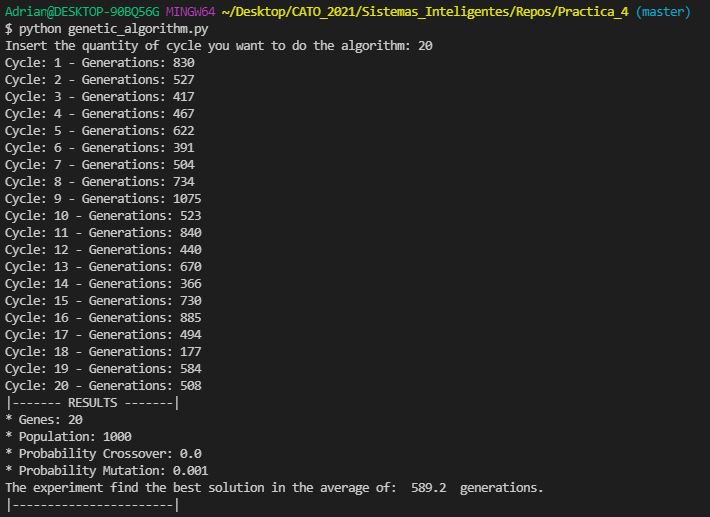 Adrian@DESKTOP-90BQ56G MINGW64 ~/Desktop/CATO_2021/Sistemas_Inteligentes/Repos/Practica_4 (master)
$ python genetic_algorithm.py
Insert the quantity of cycle you want to do the algorithm: 20
Cycle: 1 - Generations: 830
Cycle: 2 - Generations: 527
Cycle: 3 - Generations: 417
Cycle: 4 - Generations: 467
Cycle: 5 - Generations: 622
Cycle: 6 - Generations: 391
Cycle: 7 - Generations: 504
Cycle: 8 - Generations: 734
Cycle: 9 - Generations: 1075
Cycle: 10 - Generations: 523
Cycle: 11 - Generations: 840
Cycle: 12 - Generations: 440
Cycle: 13 - Generations: 670
Cycle: 14 - Generations: 366
Cycle: 15 - Generations: 730
Cycle: 16 - Generations: 885
Cycle: 17 - Generations: 494
Cycle: 18 - Generations: 177
Cycle: 19 - Generations: 584
Cycle: 20 - Generations: 508
|------- RESULTS -------|
* Genes: 20
* Population: 1000
* Probability Crossover: 0.0
* Probability Mutation: 0.001
The experiment find the best solution in the average of:  589.2  generations.
|-----------------------|